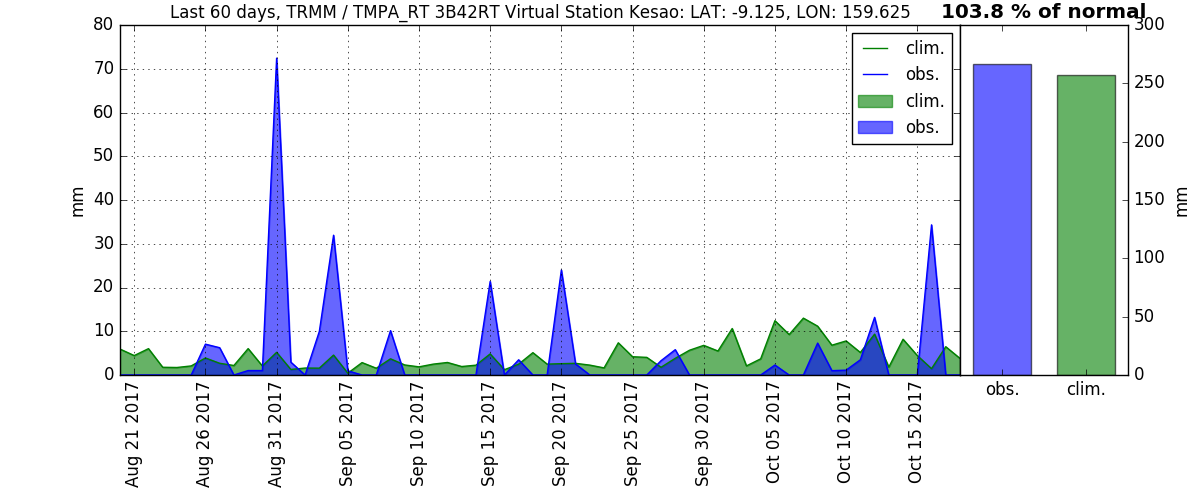 Last 60 days, TRMM / TMPA_RT 3B42RT Virtual Station Kesao: LAT: -9.125, LON: 159.625
103.8 % of normal
mm
80
70
60
50
40
30
20
10
0
clim.
obs.
clim.
obs.
300
250
200
150
100
50
0
mm
Aug 21 2017
Aug 26 2017
Aug 31 2017
Sep 05 2017
Sep 10 2017
Sep 15 2017
Sep 20 2017
Sep 25 2017
Sep 30 2017
Oct 05 2017
Oct 10 2017
Oct 15 2017
obs.
clim.